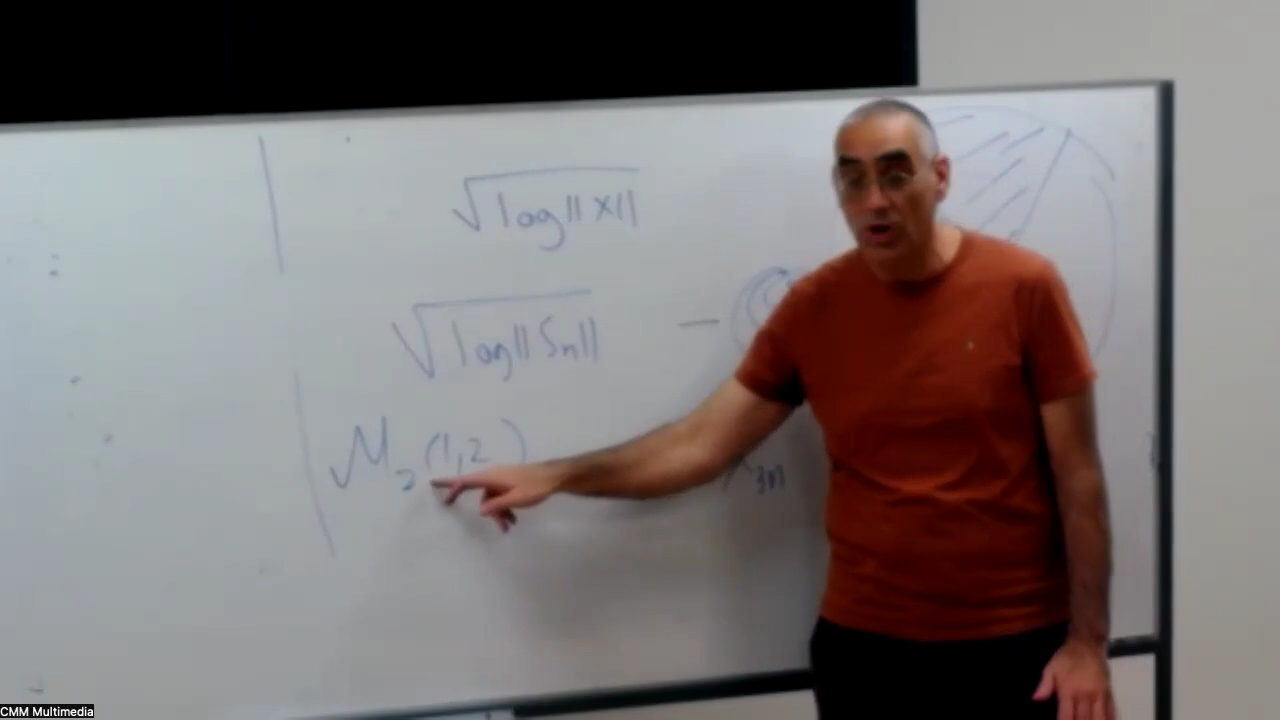 √log||X||
√log||Sn||
M₂(1,2 )
3n
CMM Multimedia